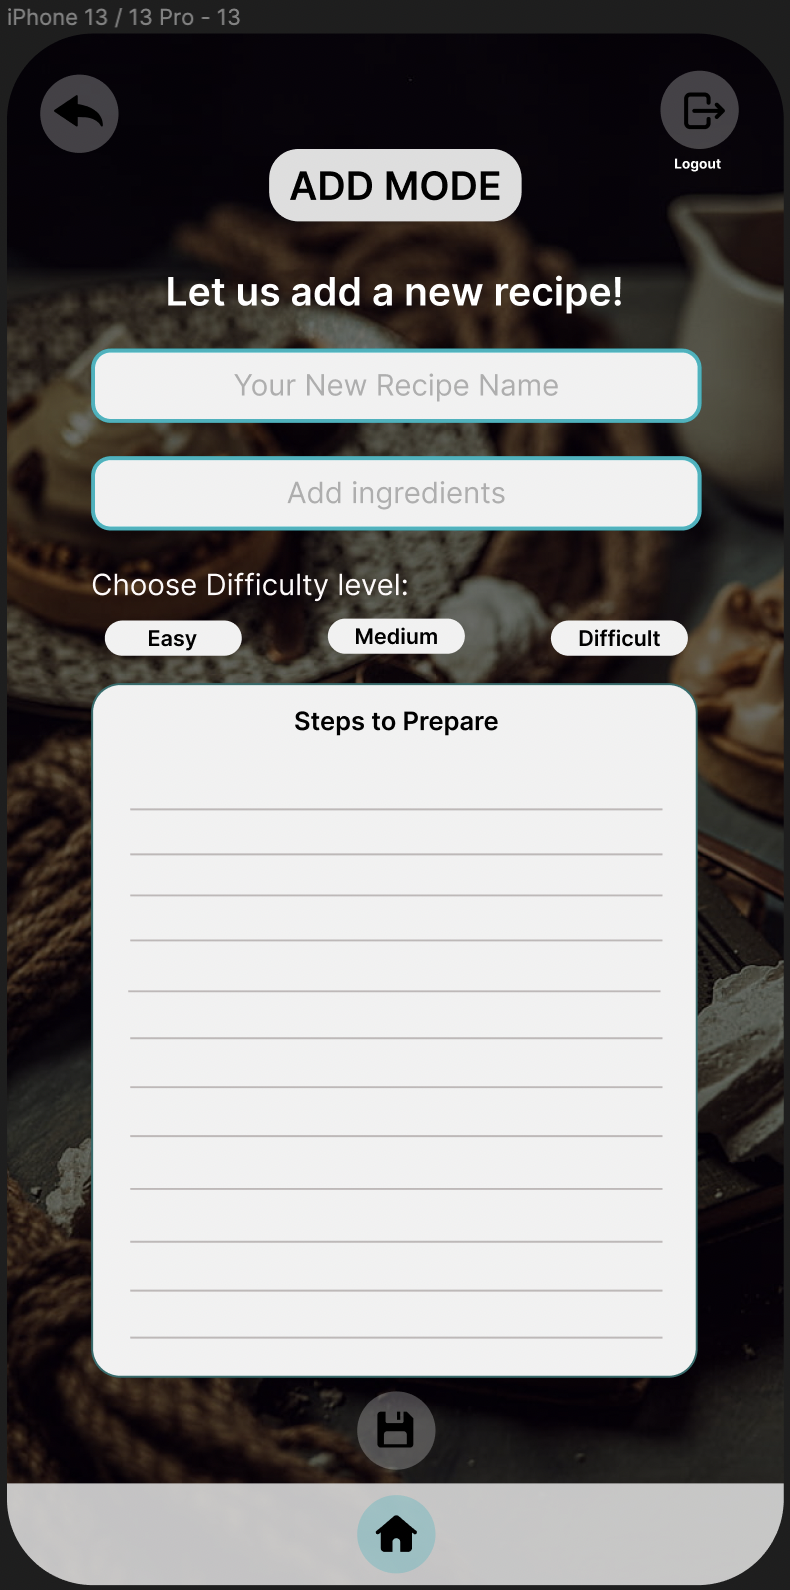 iPhone 13 / 13 Pro - 13
Logout
ADD MODE
Let us add a new recipe!
Your New Recipe Name
Add ingredients
Choose Difficulty level:
Easy
Medium
Difficult
Steps to Prepare